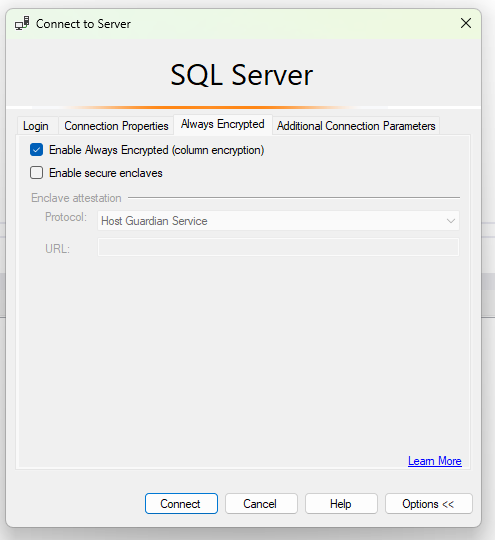 Connect to Server
SQL Server
Login Connection Properties Always Encrypted Additional Connection Parameters
Enable Always Encrypted (column encryption)
Enable secure enclaves
Enclave attestation
Protocol: Host Guardian Service
URL:
Learn More
Connect Cancel Help Options <<